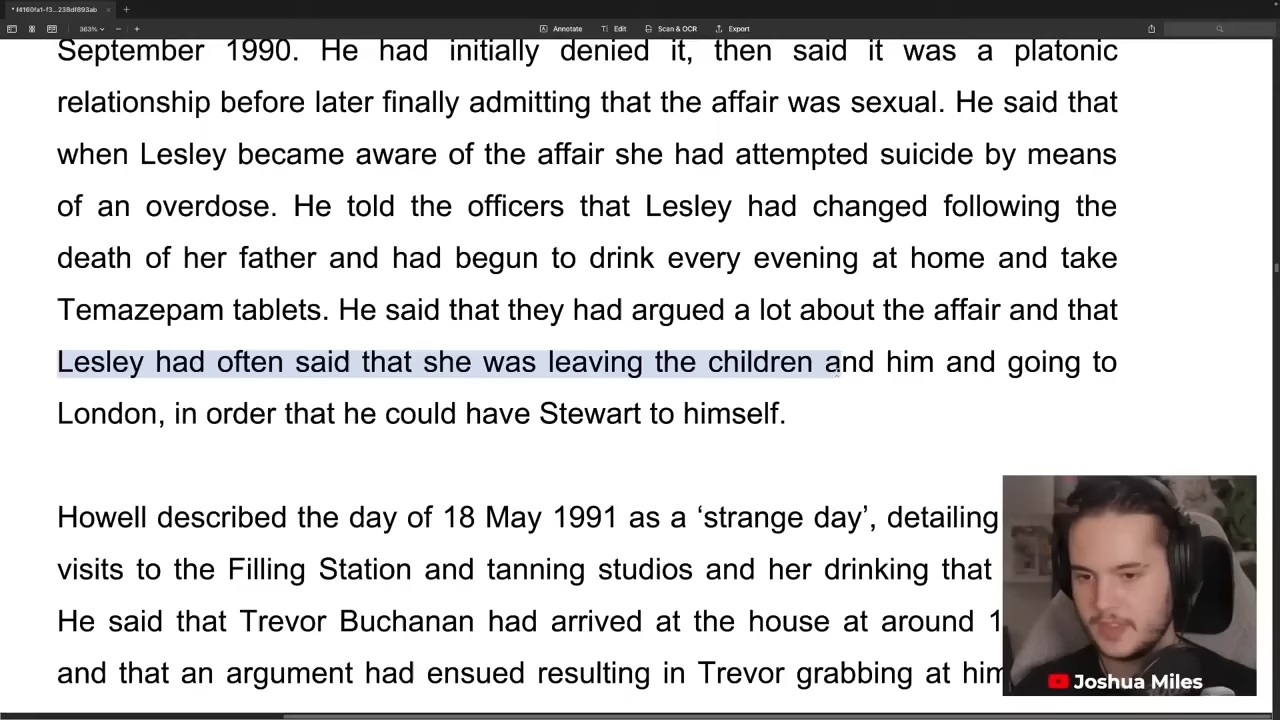 * f4160fa1-f3...238df893ab
363%
Annotate
Edit
Scan & OCR
Export
September 1990. He had initially denied it, then said it was a platonic
relationship before later finally admitting that the affair was sexual. He said that
when Lesley became aware of the affair she had attempted suicide by means
of an overdose. He told the officers that Lesley had changed following the
death of her father and had begun to drink every evening at home and take
Temazepam tablets. He said that they had argued a lot about the affair and that
Lesley had often said that she was leaving the children and him and going to
London, in order that he could have Stewart to himself.
Howell described the day of 18 May 1991 as a ‘strange day’, detailing
visits to the Filling Station and tanning studios and her drinking that
He said that Trevor Buchanan had arrived at the house at around 1
and that an argument had ensued resulting in Trevor grabbing at him
Joshua Miles